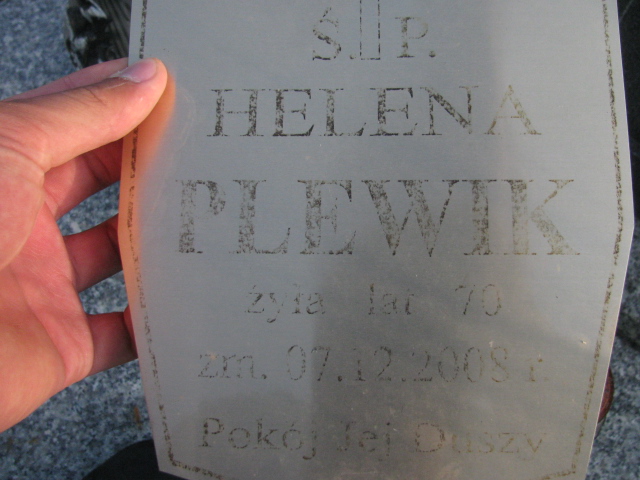 Ś. P.
HELENA
PLEWIK
żyła lat 70
zm. 07.12.2008 r.
Pokój Jej Duszy